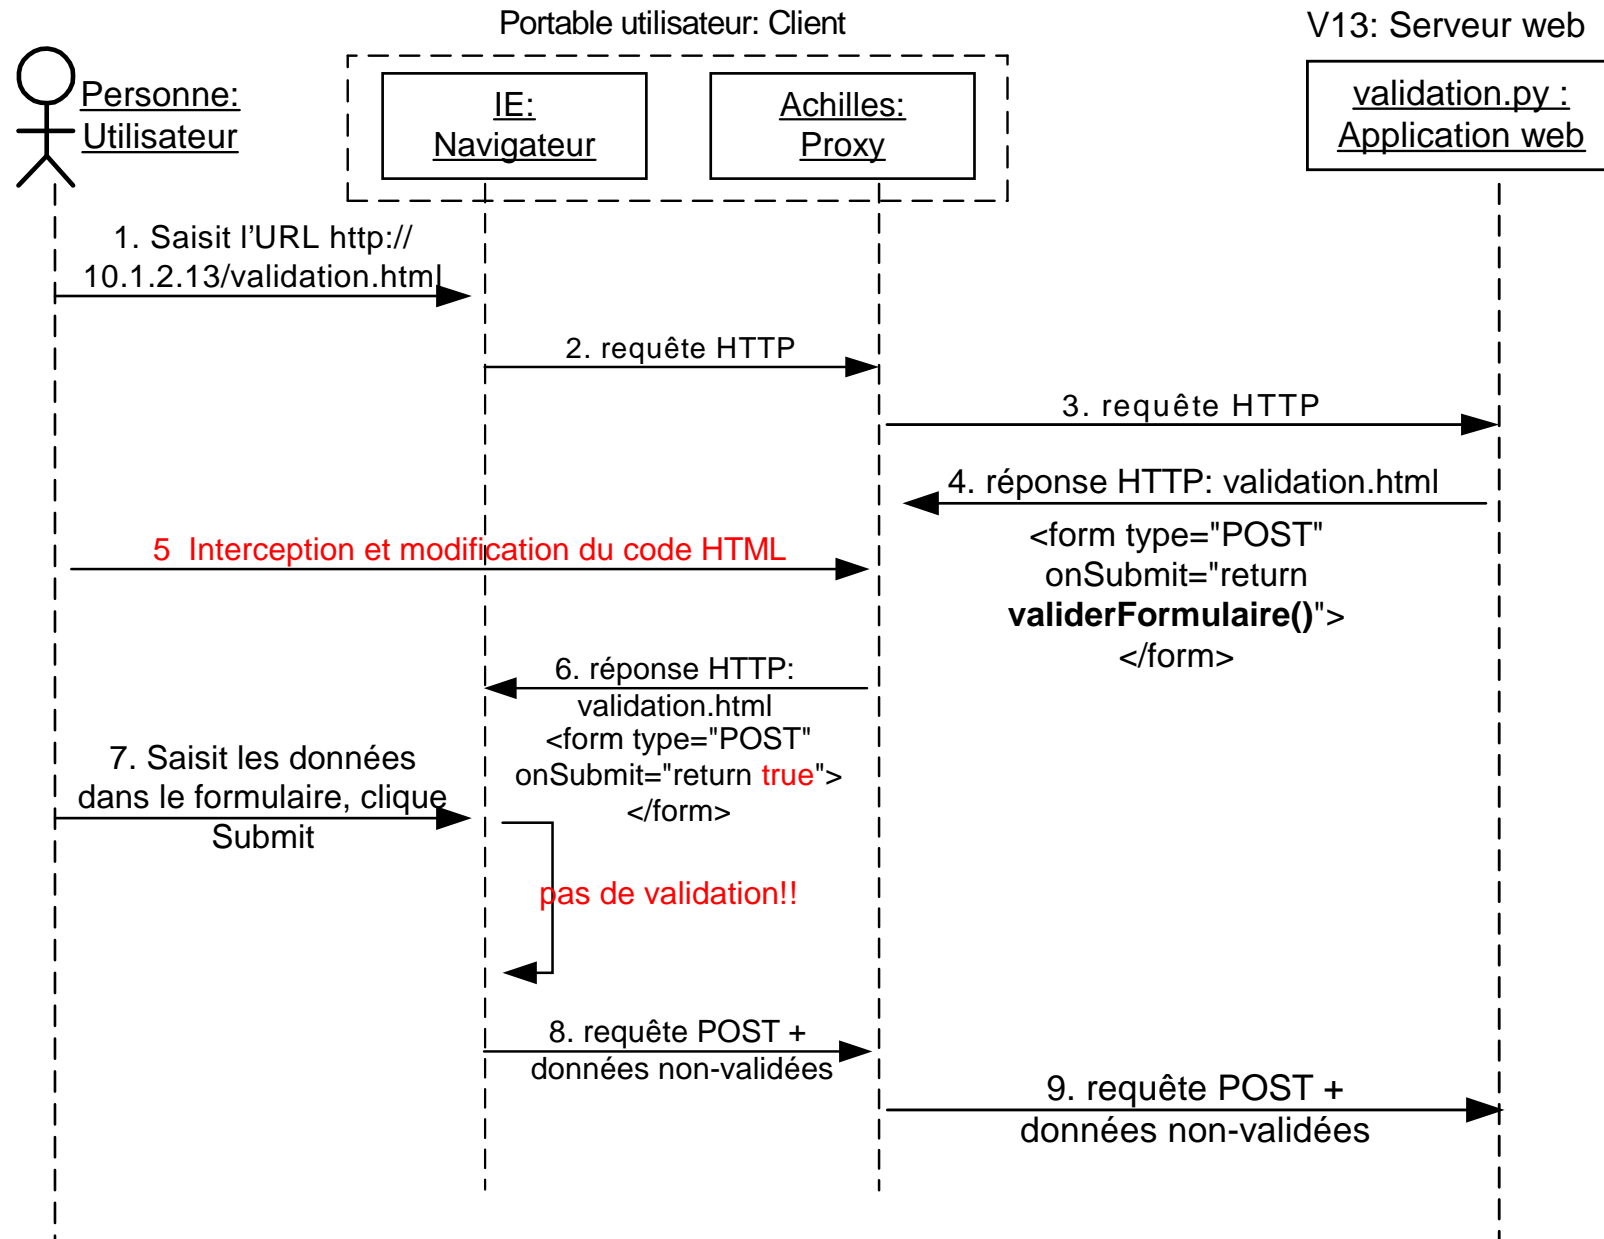 Portable utilisateur: Client
V13: Serveur web
Personne:
Utilisateur
IE:
Navigateur
Achilles:
Proxy
validation.py :
Application web
1. Saisit l'URL http://
10.1.2.13/validation.html
2. requête HTTP
3. requête HTTP
4. réponse HTTP: validation.html
<form type="POST"
onSubmit="return
validerFormulaire()">
</form>
5  Interception et modification du code HTML
6. réponse HTTP:
validation.html
<form type="POST"
onSubmit="return true">
</form>
7. Saisit les données
dans le formulaire, clique
Submit
pas de validation!!
8. requête POST +
données non-validées
9. requête POST +
données non-validées